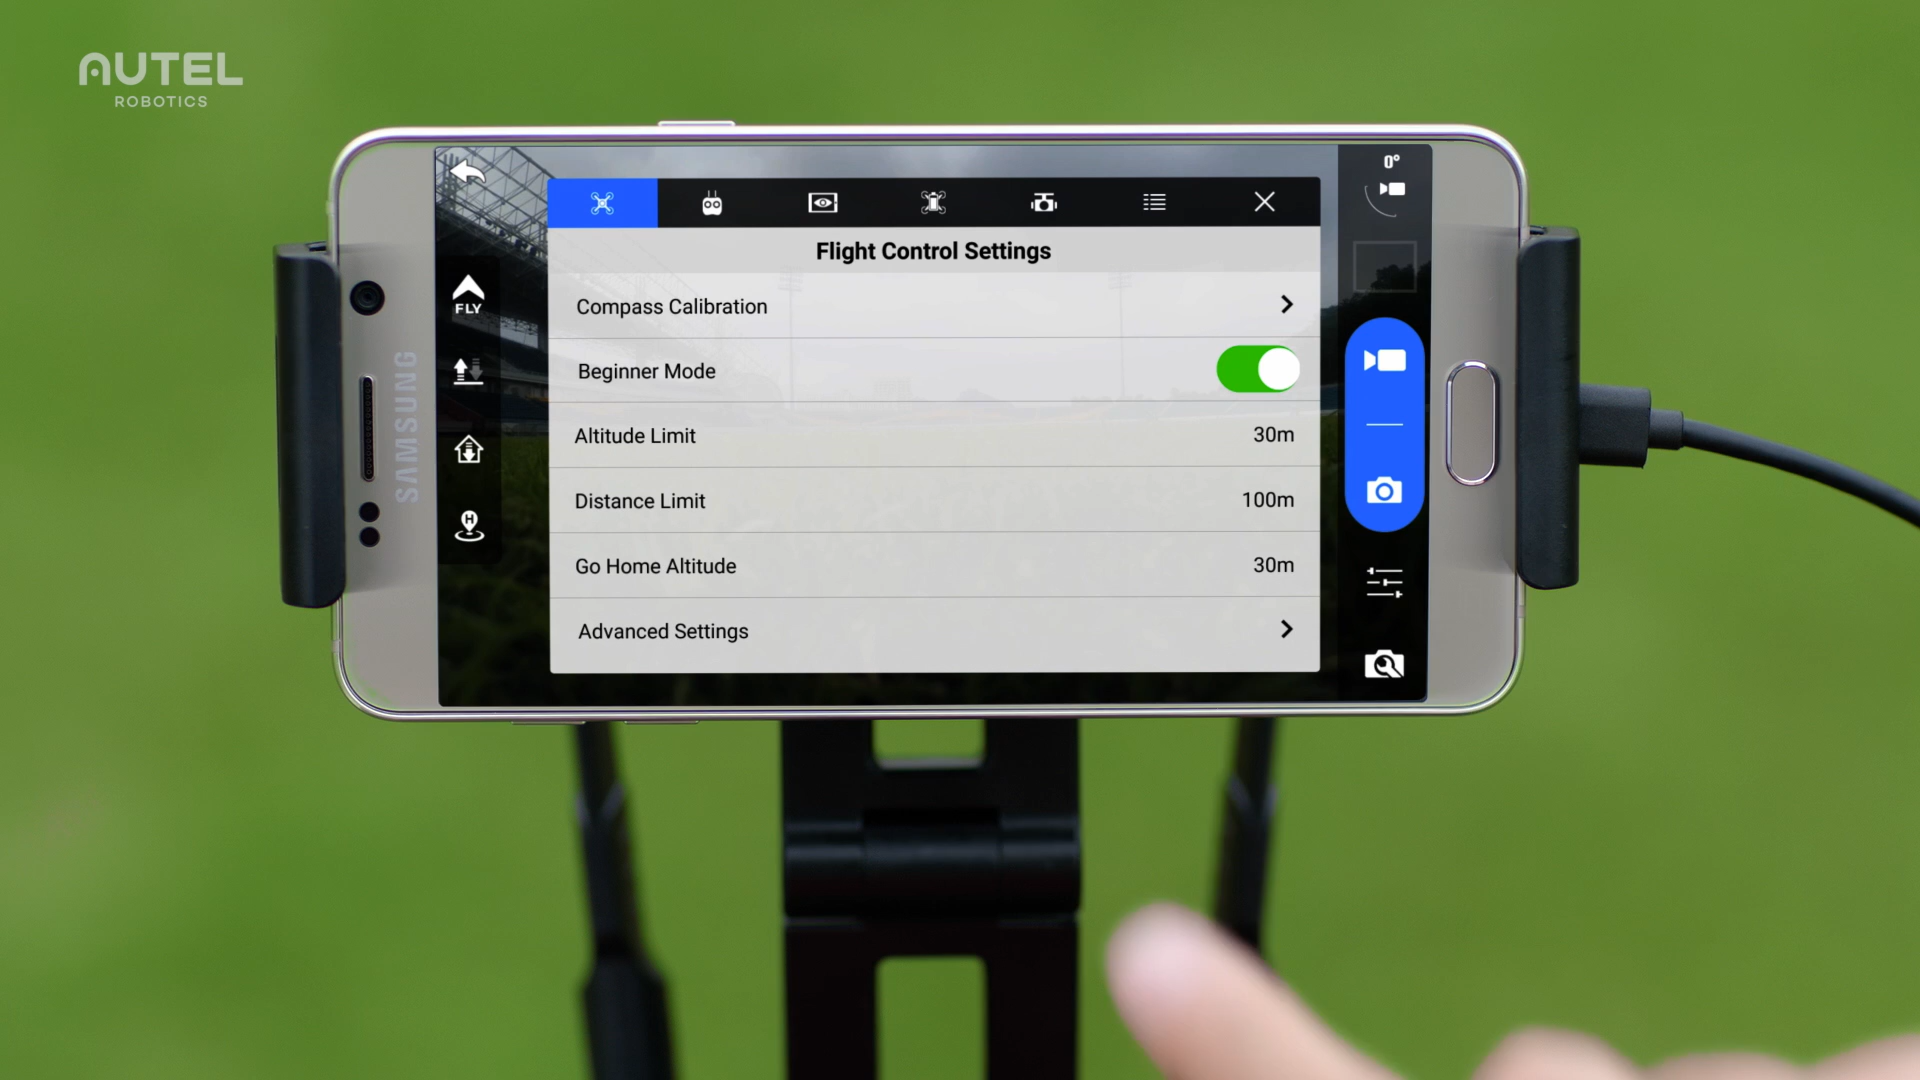 AUTEL
ROBOTICS
SAMSUNG
0°
FLY
Flight Control Settings
Compass Calibration
Beginner Mode
Altitude Limit 30m
Distance Limit 100m
Go Home Altitude 30m
Advanced Settings
H